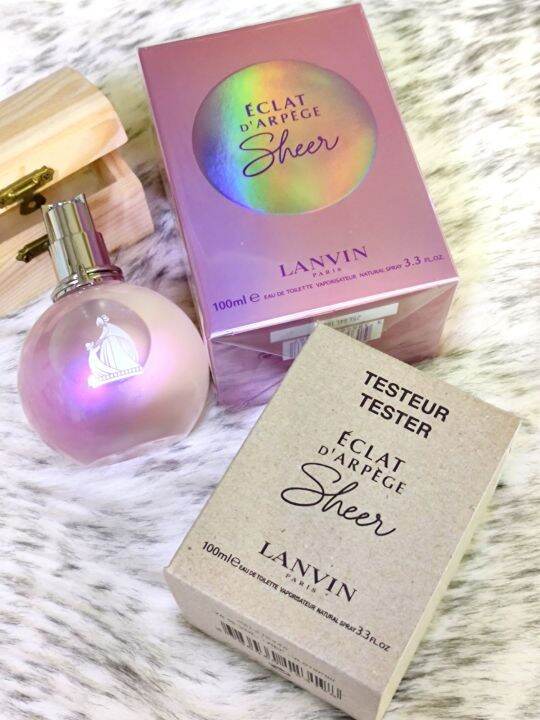 ÉCLAT
D'ARPÈGE
Sheer
LANVIN
PARIS
100ml e EAU DE TOILETTE VAPORISATEUR NATURAL SPRAY 3.3 FL.OZ.
TESTEUR
TESTER
ÉCLAT
D'ARPÈGE
Sheer
LANVIN
PARIS
100ml e EAU DE TOILETTE VAPORISATEUR NATURAL SPRAY 3.3 FL.OZ